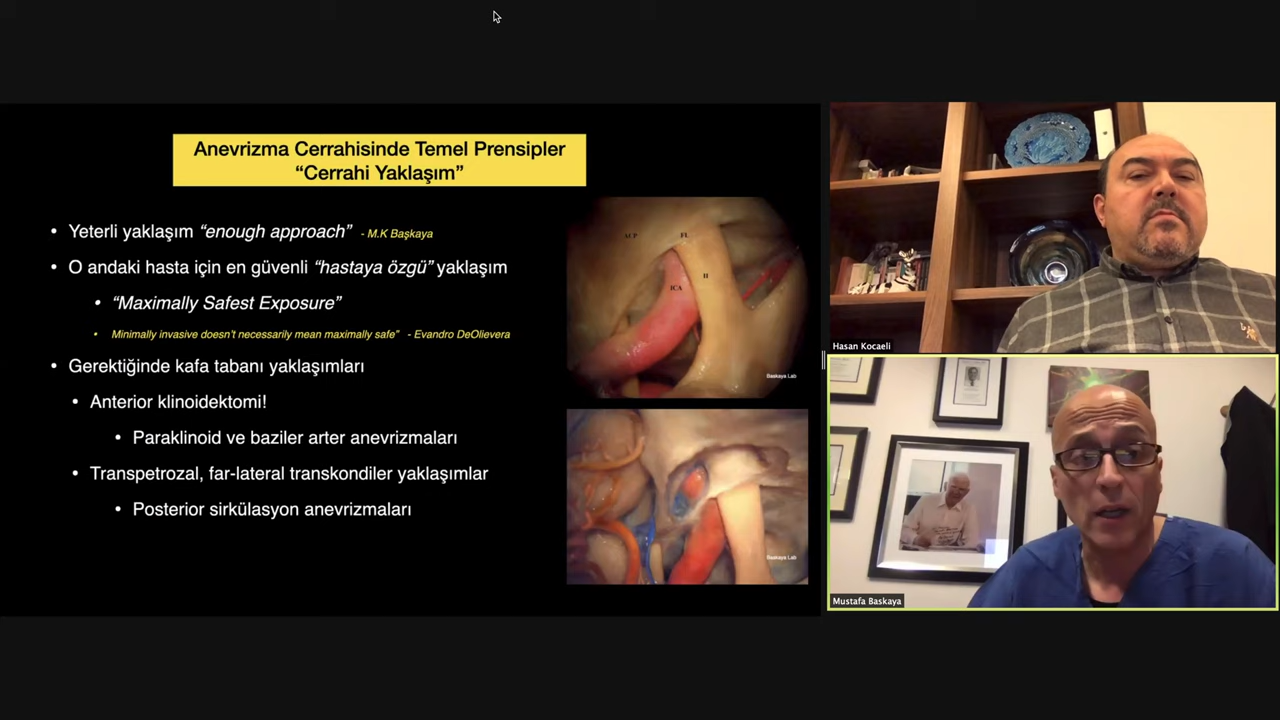 Anevrizma Cerrahisinde Temel Prensipler
“Cerrahi Yaklaşım”
• Yeterli yaklaşım “enough approach” - M.K Başkaya
• O andaki hasta için en güvenli “hastaya özgü” yaklaşım
• “Maximally Safest Exposure”
• Minimally invasive doesn’t necessarily mean maximally safe” - Evandro DeOlievera
• Gerektiğinde kafa tabanı yaklaşımları
• Anterior klinoidektomi!
• Paraklinoid ve baziler arter anevrizmaları
• Transpetrozal, far-lateral transkondiler yaklaşımlar
• Posterior sirkülasyon anevrizmaları
ACP
FL
II
ICA
Baskaya Lab
Baskaya Lab
Hasan Kocaeli
Mustafa Baskaya